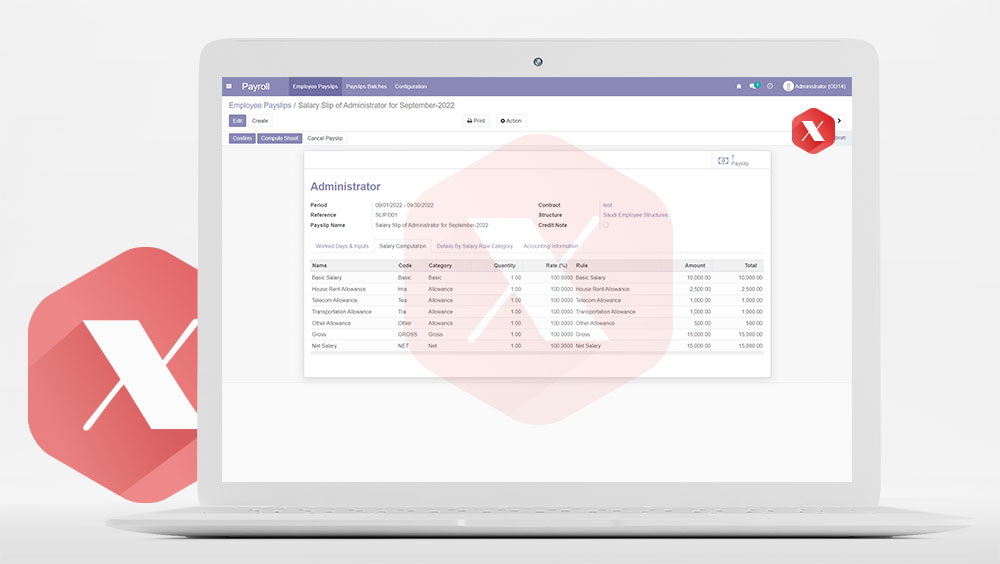 Payroll Employee Payslips Payslips Batches Configuration 1 Administrator (OD14)
Employee Payslips / Salary Slip of Administrator for September-2022
Edit Create Print Action
Confirm Compute Sheet Cancel Payslip Draft
Payslip
Administrator
Period 09/01/2022 - 09/30/2022 Contract test
Reference SLIP/001 Structure Saudi Employee Structures
Payslip Name Salary Slip of Administrator for September-2022 Credit Note
Worked Days & Inputs Salary Computation Details By Salary Rule Category Accounting Information
Name Code Category Quantity Rate (%) Rule Amount Total
Basic Salary Basic Basic 1.00 100.0000 Basic Salary 10,000.00 10,000.00
House Rent Allowance Hra Allowance 1.00 100.0000 House Rent Allowance 2,500.00 2,500.00
Telecom Allowance Tea Allowance 1.00 100.0000 Telecom Allowance 1,000.00 1,000.00
Transportation Allowance Tra Allowance 1.00 100.0000 Transportation Allowance 1,000.00 1,000.00
Other Allowance Other Allowance 1.00 100.0000 Other Allowance 500.00 500.00
Gross GROSS Gross 1.00 100.0000 Gross 15,000.00 15,000.00
Net Salary NET Net 1.00 100.0000 Net Salary 15,000.00 15,000.00